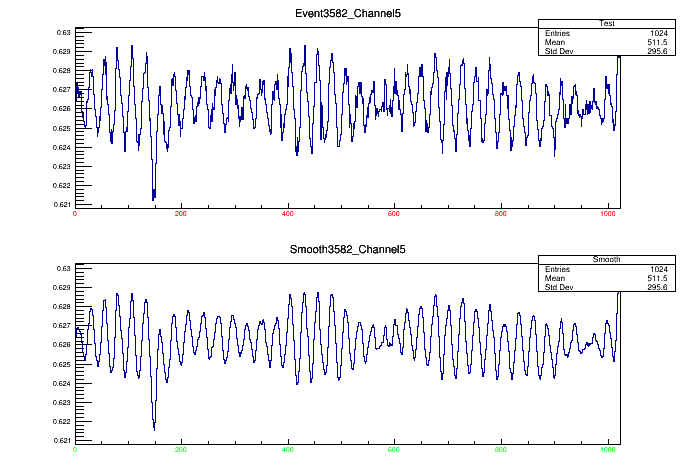 Event3582_Channel5
Test
Entries 1024
Mean 511.5
Std Dev 295.6
0.63
0.629
0.628
0.627
0.626
0.625
0.624
0.623
0.622
0.621
0 200 400 600 800 1000
Smooth3582_Channel5
Smooth
Entries 1024
Mean 511.5
Std Dev 295.6
0.63
0.629
0.628
0.627
0.626
0.625
0.624
0.623
0.622
0.621
0 200 400 600 800 1000